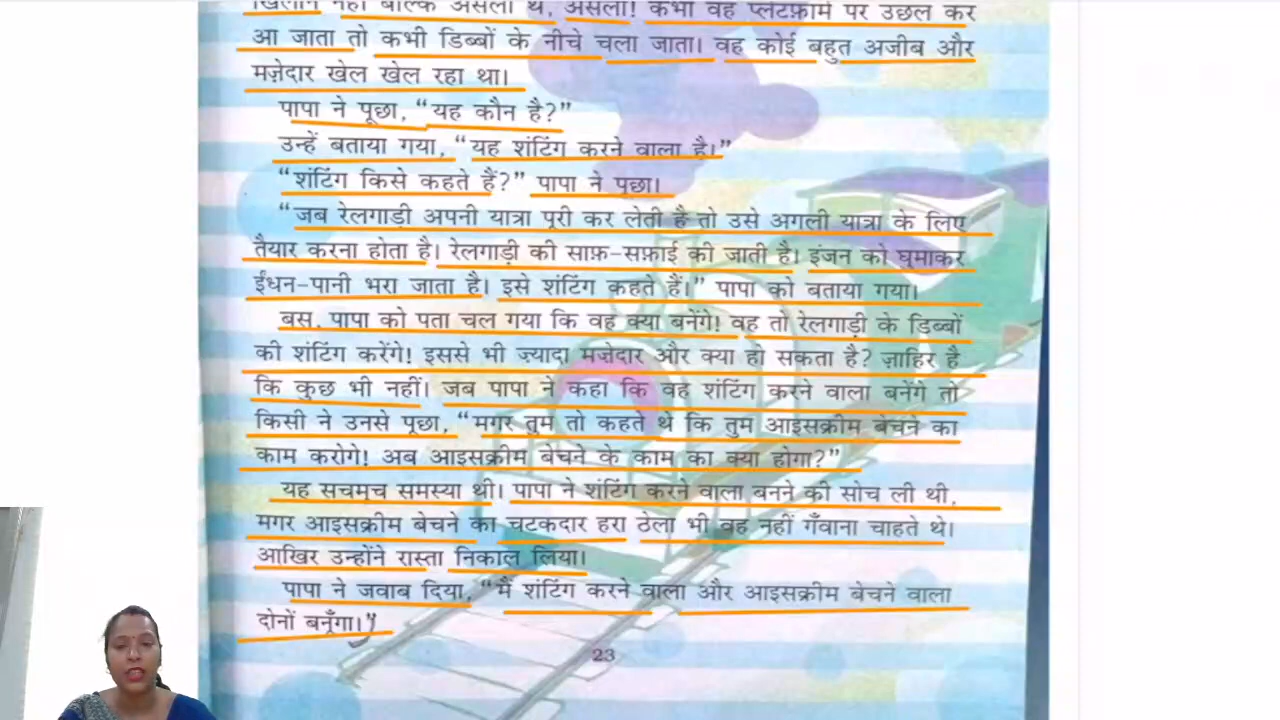 खिलौने नहीं बल्कि असली थे, असली! कभी वह प्लेटफ़ार्म पर उछल कर
आ जाता तो कभी डिब्बों के नीचे चला जाता। वह कोई बहुत अजीब और
मज़ेदार खेल खेल रहा था।
पापा ने पूछा, “यह कौन है?”
उन्हें बताया गया, “यह शंटिंग करने वाला है।”
“शंटिंग किसे कहते हैं?” पापा ने पूछा।
“जब रेलगाड़ी अपनी यात्रा पूरी कर लेती है तो उसे अगली यात्रा के लिए
तैयार करना होता है। रेलगाड़ी की साफ़-सफ़ाई की जाती है। इंजन को घुमाकर
ईंधन-पानी भरा जाता है। इसे शंटिंग कहते हैं।” पापा को बताया गया।
बस, पापा को पता चल गया कि वह क्या बनेंगे! वह तो रेलगाड़ी के डिब्बों
की शंटिंग करेंगे! इससे भी ज़्यादा मज़ेदार और क्या हो सकता है? ज़ाहिर है
कि कुछ भी नहीं। जब पापा ने कहा कि वह शंटिंग करने वाला बनेंगे तो
किसी ने उनसे पूछा, “मगर तुम तो कहते थे कि तुम आइसक्रीम बेचने का
काम करोगे! अब आइसक्रीम बेचने के काम का क्या होगा?”
यह सचमुच समस्या थी। पापा ने शंटिंग करने वाला बनने की सोच ली थी,
मगर आइसक्रीम बेचने का चटकदार हरा ठेला भी वह नहीं गँवाना चाहते थे।
आखिर उन्होंने रास्ता निकाल लिया।
पापा ने जवाब दिया, “मैं शंटिंग करने वाला और आइसक्रीम बेचने वाला
दोनों बनूँगा।”
23